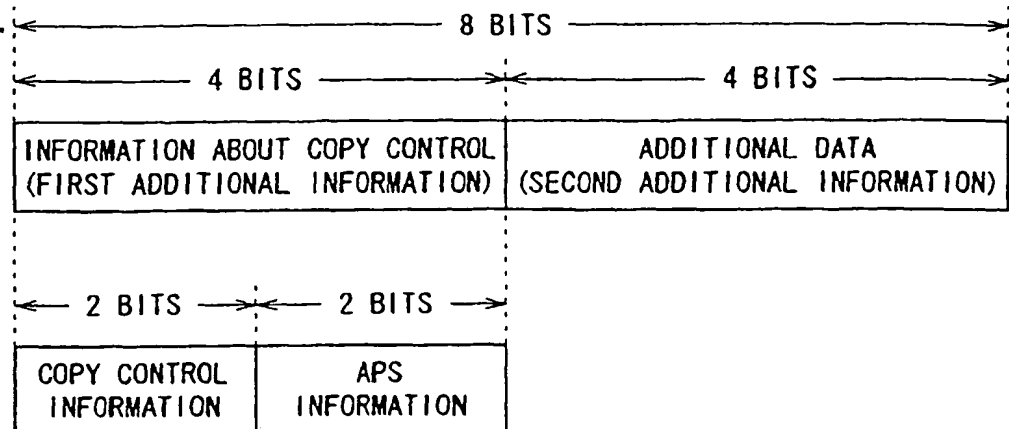 8 BITS
4 BITS 4 BITS
INFORMATION ABOUT COPY CONTROL
(FIRST ADDITIONAL INFORMATION)
ADDITIONAL DATA
(SECOND ADDITIONAL INFORMATION)
2 BITS 2 BITS
COPY CONTROL
INFORMATION
APS
INFORMATION